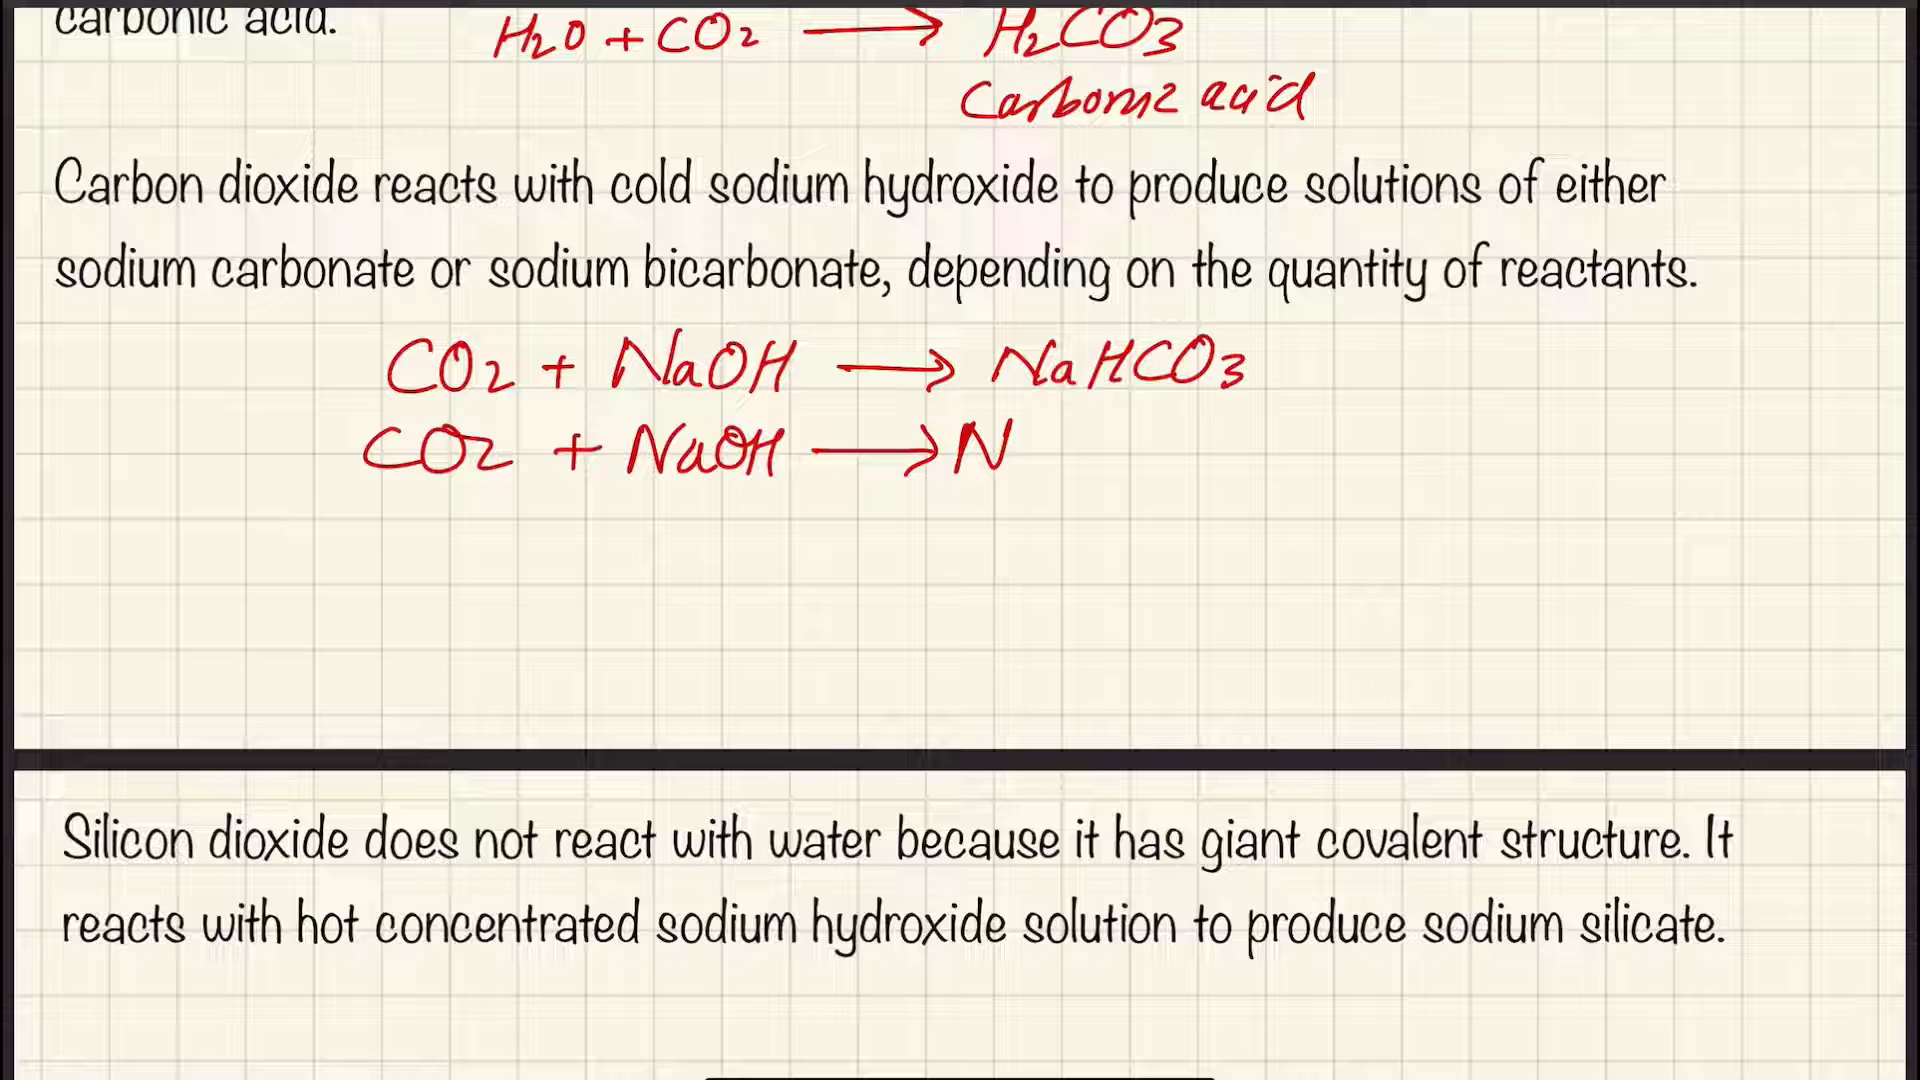 carbonic acid. H2O + CO2 → H2CO3
Carbonic acid
Carbon dioxide reacts with cold sodium hydroxide to produce solutions of either
sodium carbonate or sodium bicarbonate, depending on the quantity of reactants.
CO2 + NaOH → NaHCO3
CO2 + NaOH → N
Silicon dioxide does not react with water because it has giant covalent structure. It
reacts with hot concentrated sodium hydroxide solution to produce sodium silicate.